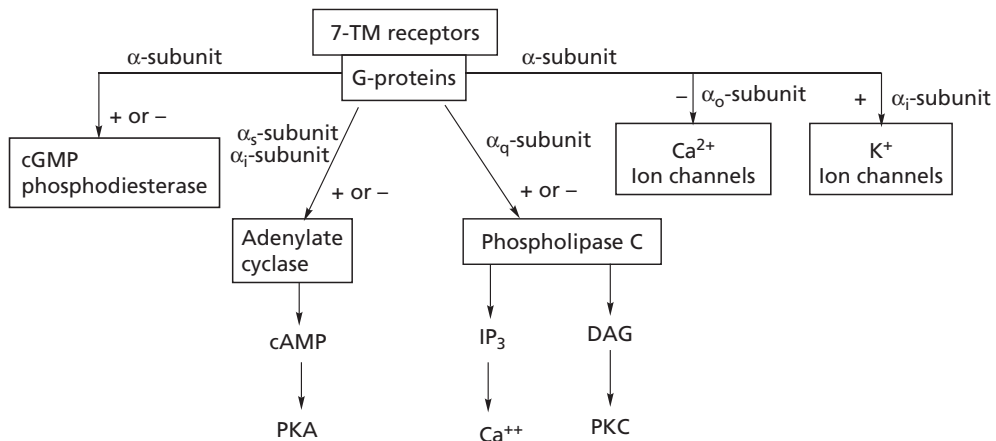 7-TM receptors
α-subunit
G-proteins
α-subunit
+ or –
– αₒ-subunit
+ αᵢ-subunit
cGMP
phosphodiesterase
αₛ-subunit
αᵢ-subunit
+ or –
α_q-subunit
+ or –
Ca²⁺
Ion channels
K⁺
Ion channels
Adenylate
cyclase
Phospholipase C
cAMP
IP₃
DAG
PKA
Ca⁺⁺
PKC